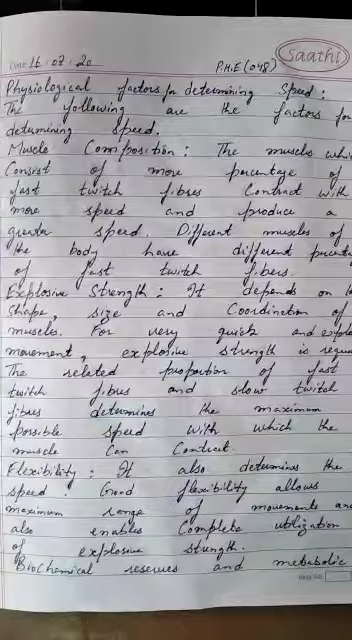 Date 16.07.20
P.H.E (048)
Saathi
Physiological factors for determining Speed:
The following are the factors for
determining speed.
Muscle Composition: The muscles which
Consist of more percentage of
fast twitch fibres Contract with
more speed and produce a
greater speed. Different muscles of
the body have different percenta
of fast twitch fibers.
Explosive Strength: It depends on th
Shape, size and Coordination of
muscles. For very quick and explo
movement, explosive strength is requ
The related proportion of fast
twitch fibres and slow twitch
fibres determines the maximum
possible speed with which the
muscle Can Contract.
Flexibility: It also determines the
speed. Good flexibility allows
maximum range of movements and
also enables Complete utilization
of explosive strength.
BioChemical reserves and metabolic